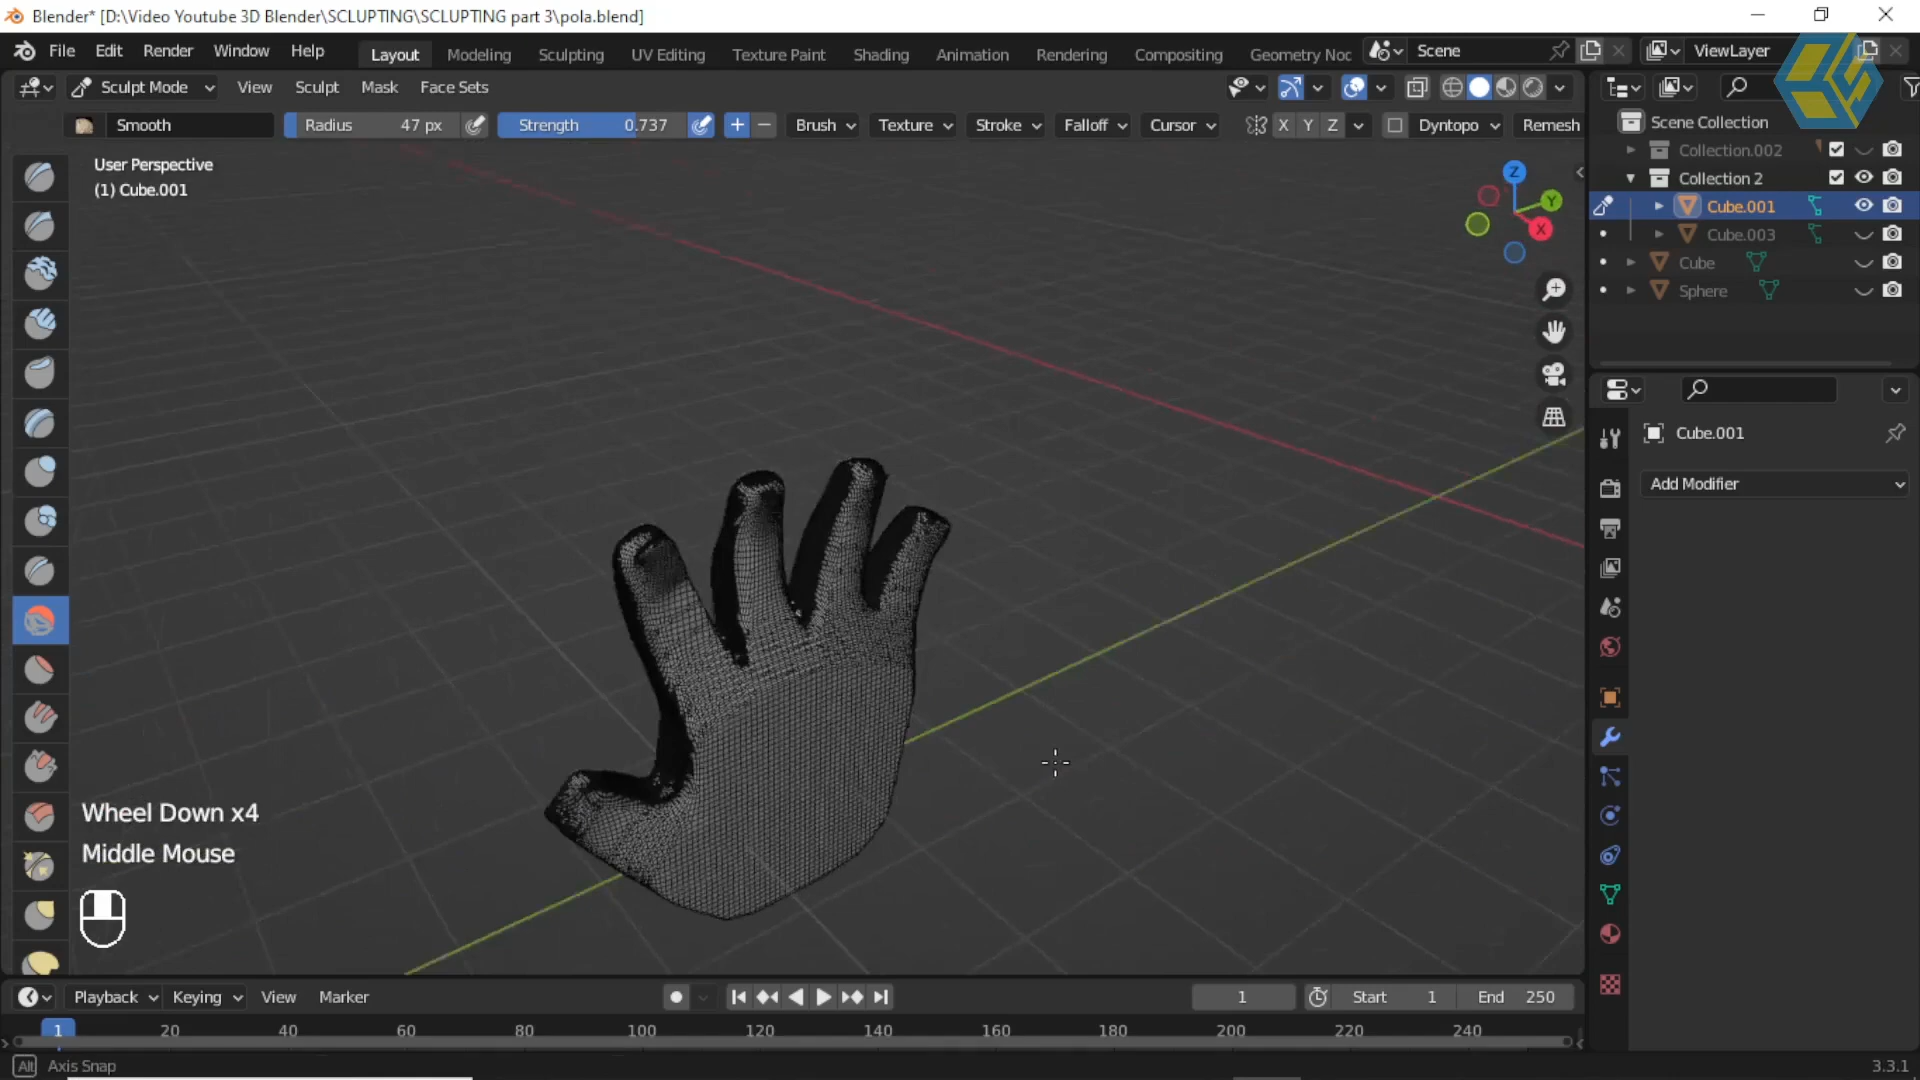 Blender* [D:\Video Youtube 3D Blender\SCLUPTING\SCLUPTING part 3\pola.blend]
File Edit Render Window Help Layout Modeling Sculpting UV Editing Texture Paint Shading Animation Rendering Compositing Geometry Noc Scene ViewLayer
Sculpt Mode View Sculpt Mask Face Sets
Smooth Radius 47 px Strength 0.737 Brush Texture Stroke Falloff Cursor X Y Z Dyntopo Remesh
User Perspective
(1) Cube.001
Z
Y
X
Scene Collection
Collection.002
Collection 2
Cube.001
Cube.003
Cube
Sphere
Cube.001
Add Modifier
Wheel Down x4
Middle Mouse
Playback Keying View Marker 1 Start 1 End 250
1 20 40 60 80 100 120 140 160 180 200 220 240
Alt Axis Snap 3.3.1